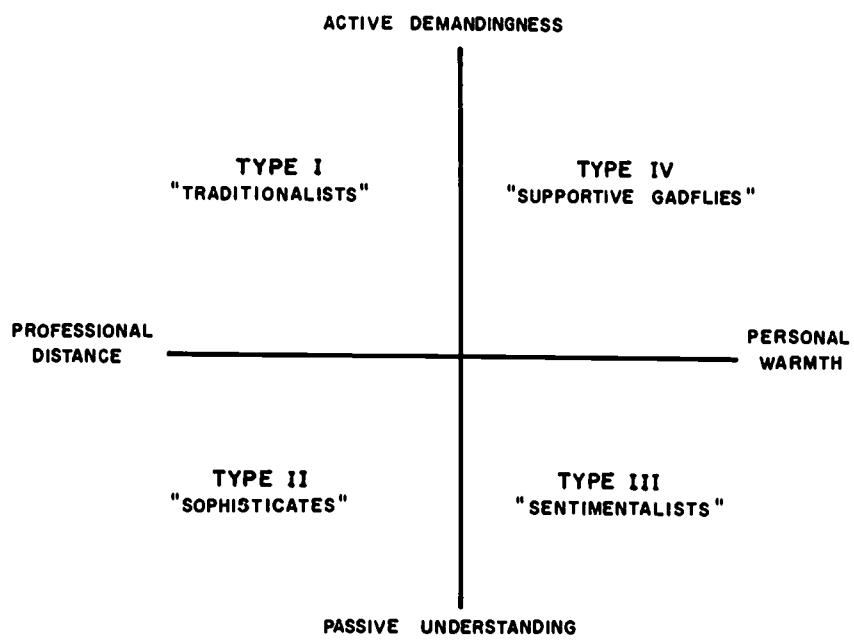 ACTIVE DEMANDINGNESS
TYPE I
"TRADITIONALISTS"
TYPE IV
"SUPPORTIVE GADFLIES"
PROFESSIONAL
DISTANCE
PERSONAL
WARMTH
TYPE II
"SOPHISTICATES"
TYPE III
"SENTIMENTALISTS"
PASSIVE UNDERSTANDING